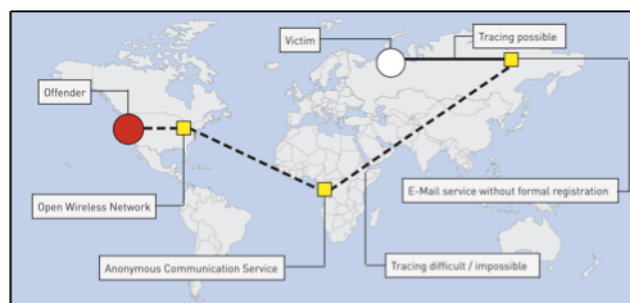 Victim
Tracing possible
Offender
Open Wireless Network
E-Mail service without formal registration
Anonymous Communication Service
Tracing difficult / impossible